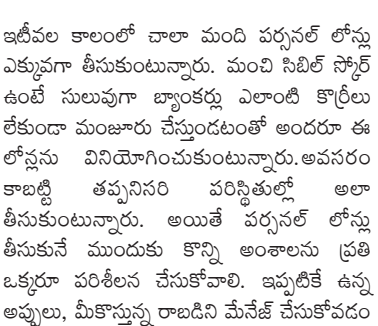 ఇటీవల కాలంలో చాలా మంది పర్సనల్ లోన్లు
ఎక్కువగా తీసుకుంటున్నారు. మంచి సిబిల్ స్కోర్
ఉంటే సులువుగా బ్యాంకర్లు ఎలాంటి కొర్రీలు
లేకుండా మంజూరు చేస్తుండటంతో అందరూ ఈ
లోన్లను వినియోగించుకుంటున్నారు.అవసరం
కాబట్టి తప్పనిసరి పరిస్థితుల్లో అలా
తీసుకుంటున్నారు. అయితే పర్సనల్ లోన్లు
తీసుకునే ముందుకు కొన్ని అంశాలను ప్రతి
ఒక్కరూ పరిశీలన చేసుకోవాలి. ఇప్పటికే ఉన్న
అప్పులు, మీకొస్తున్న రాబడిని మేనేజ్ చేసుకోవడం